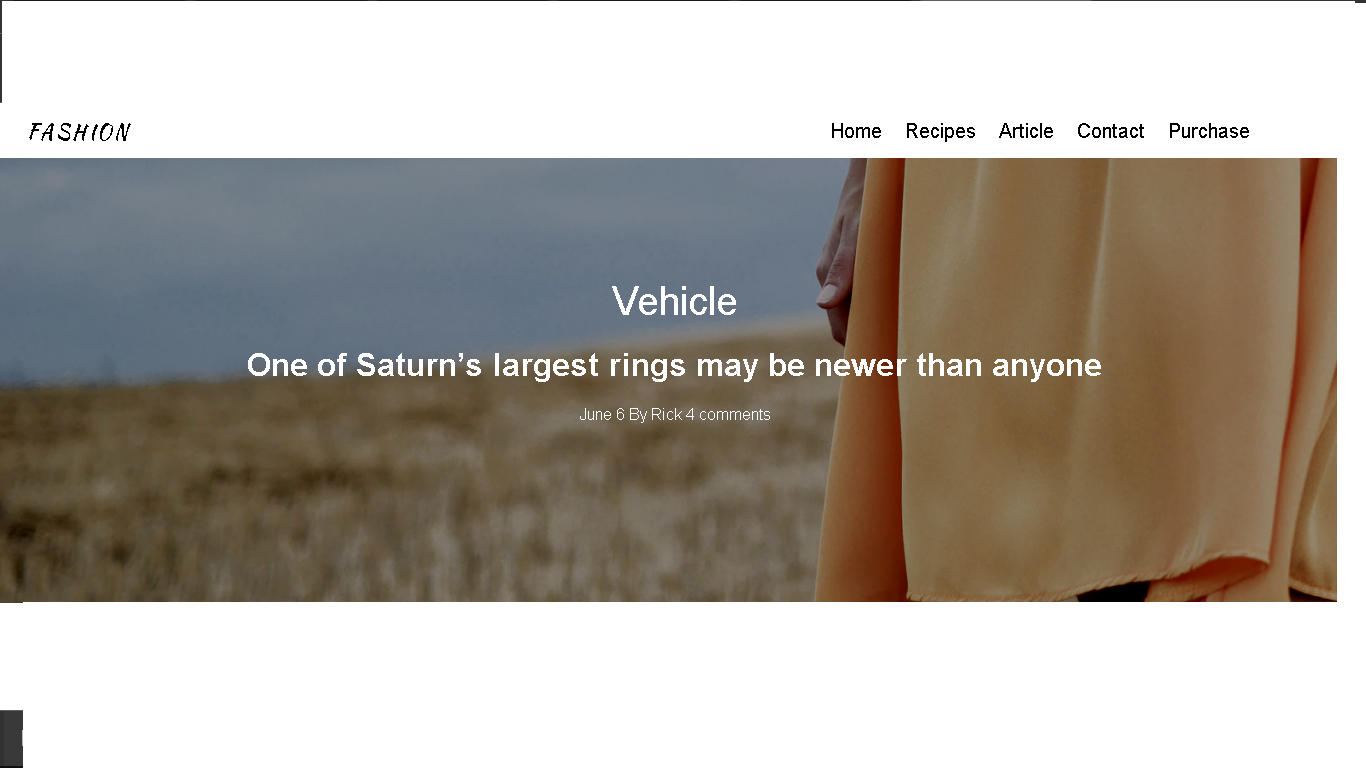 FASHION
Home Recipes Article Contact Purchase
Vehicle
One of Saturn’s largest rings may be newer than anyone
June 6 By Rick 4 comments